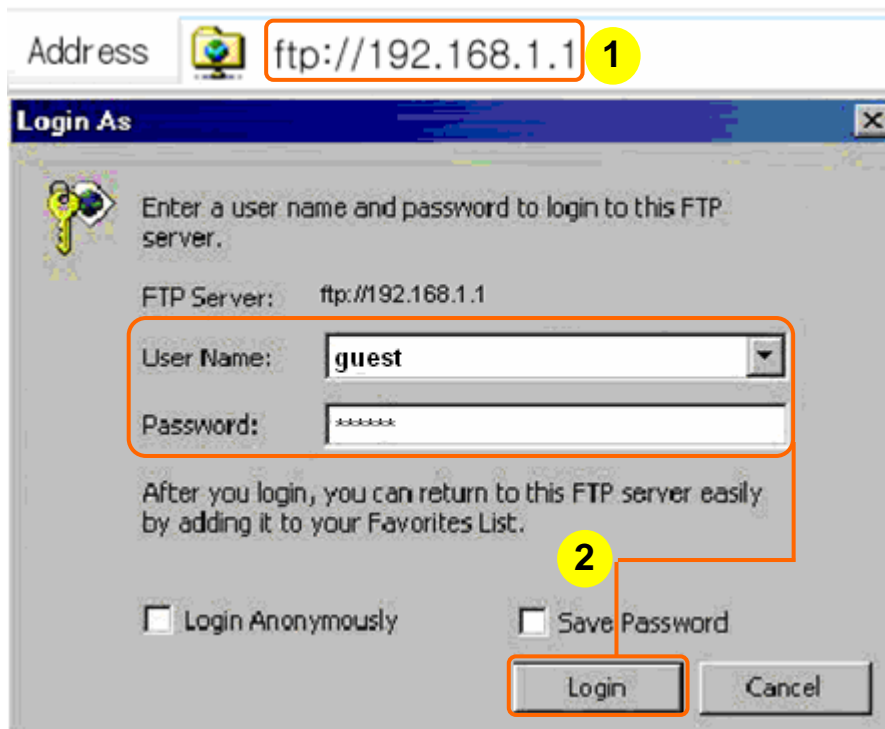 Address ftp://192.168.1.1 1
Login As
Enter a user name and password to login to this FTP
server.
FTP Server: ftp://192.168.1.1
User Name: guest
Password: ******
After you login, you can return to this FTP server easily
by adding it to your Favorites List.
2
Login Anonymously Save Password
Login Cancel